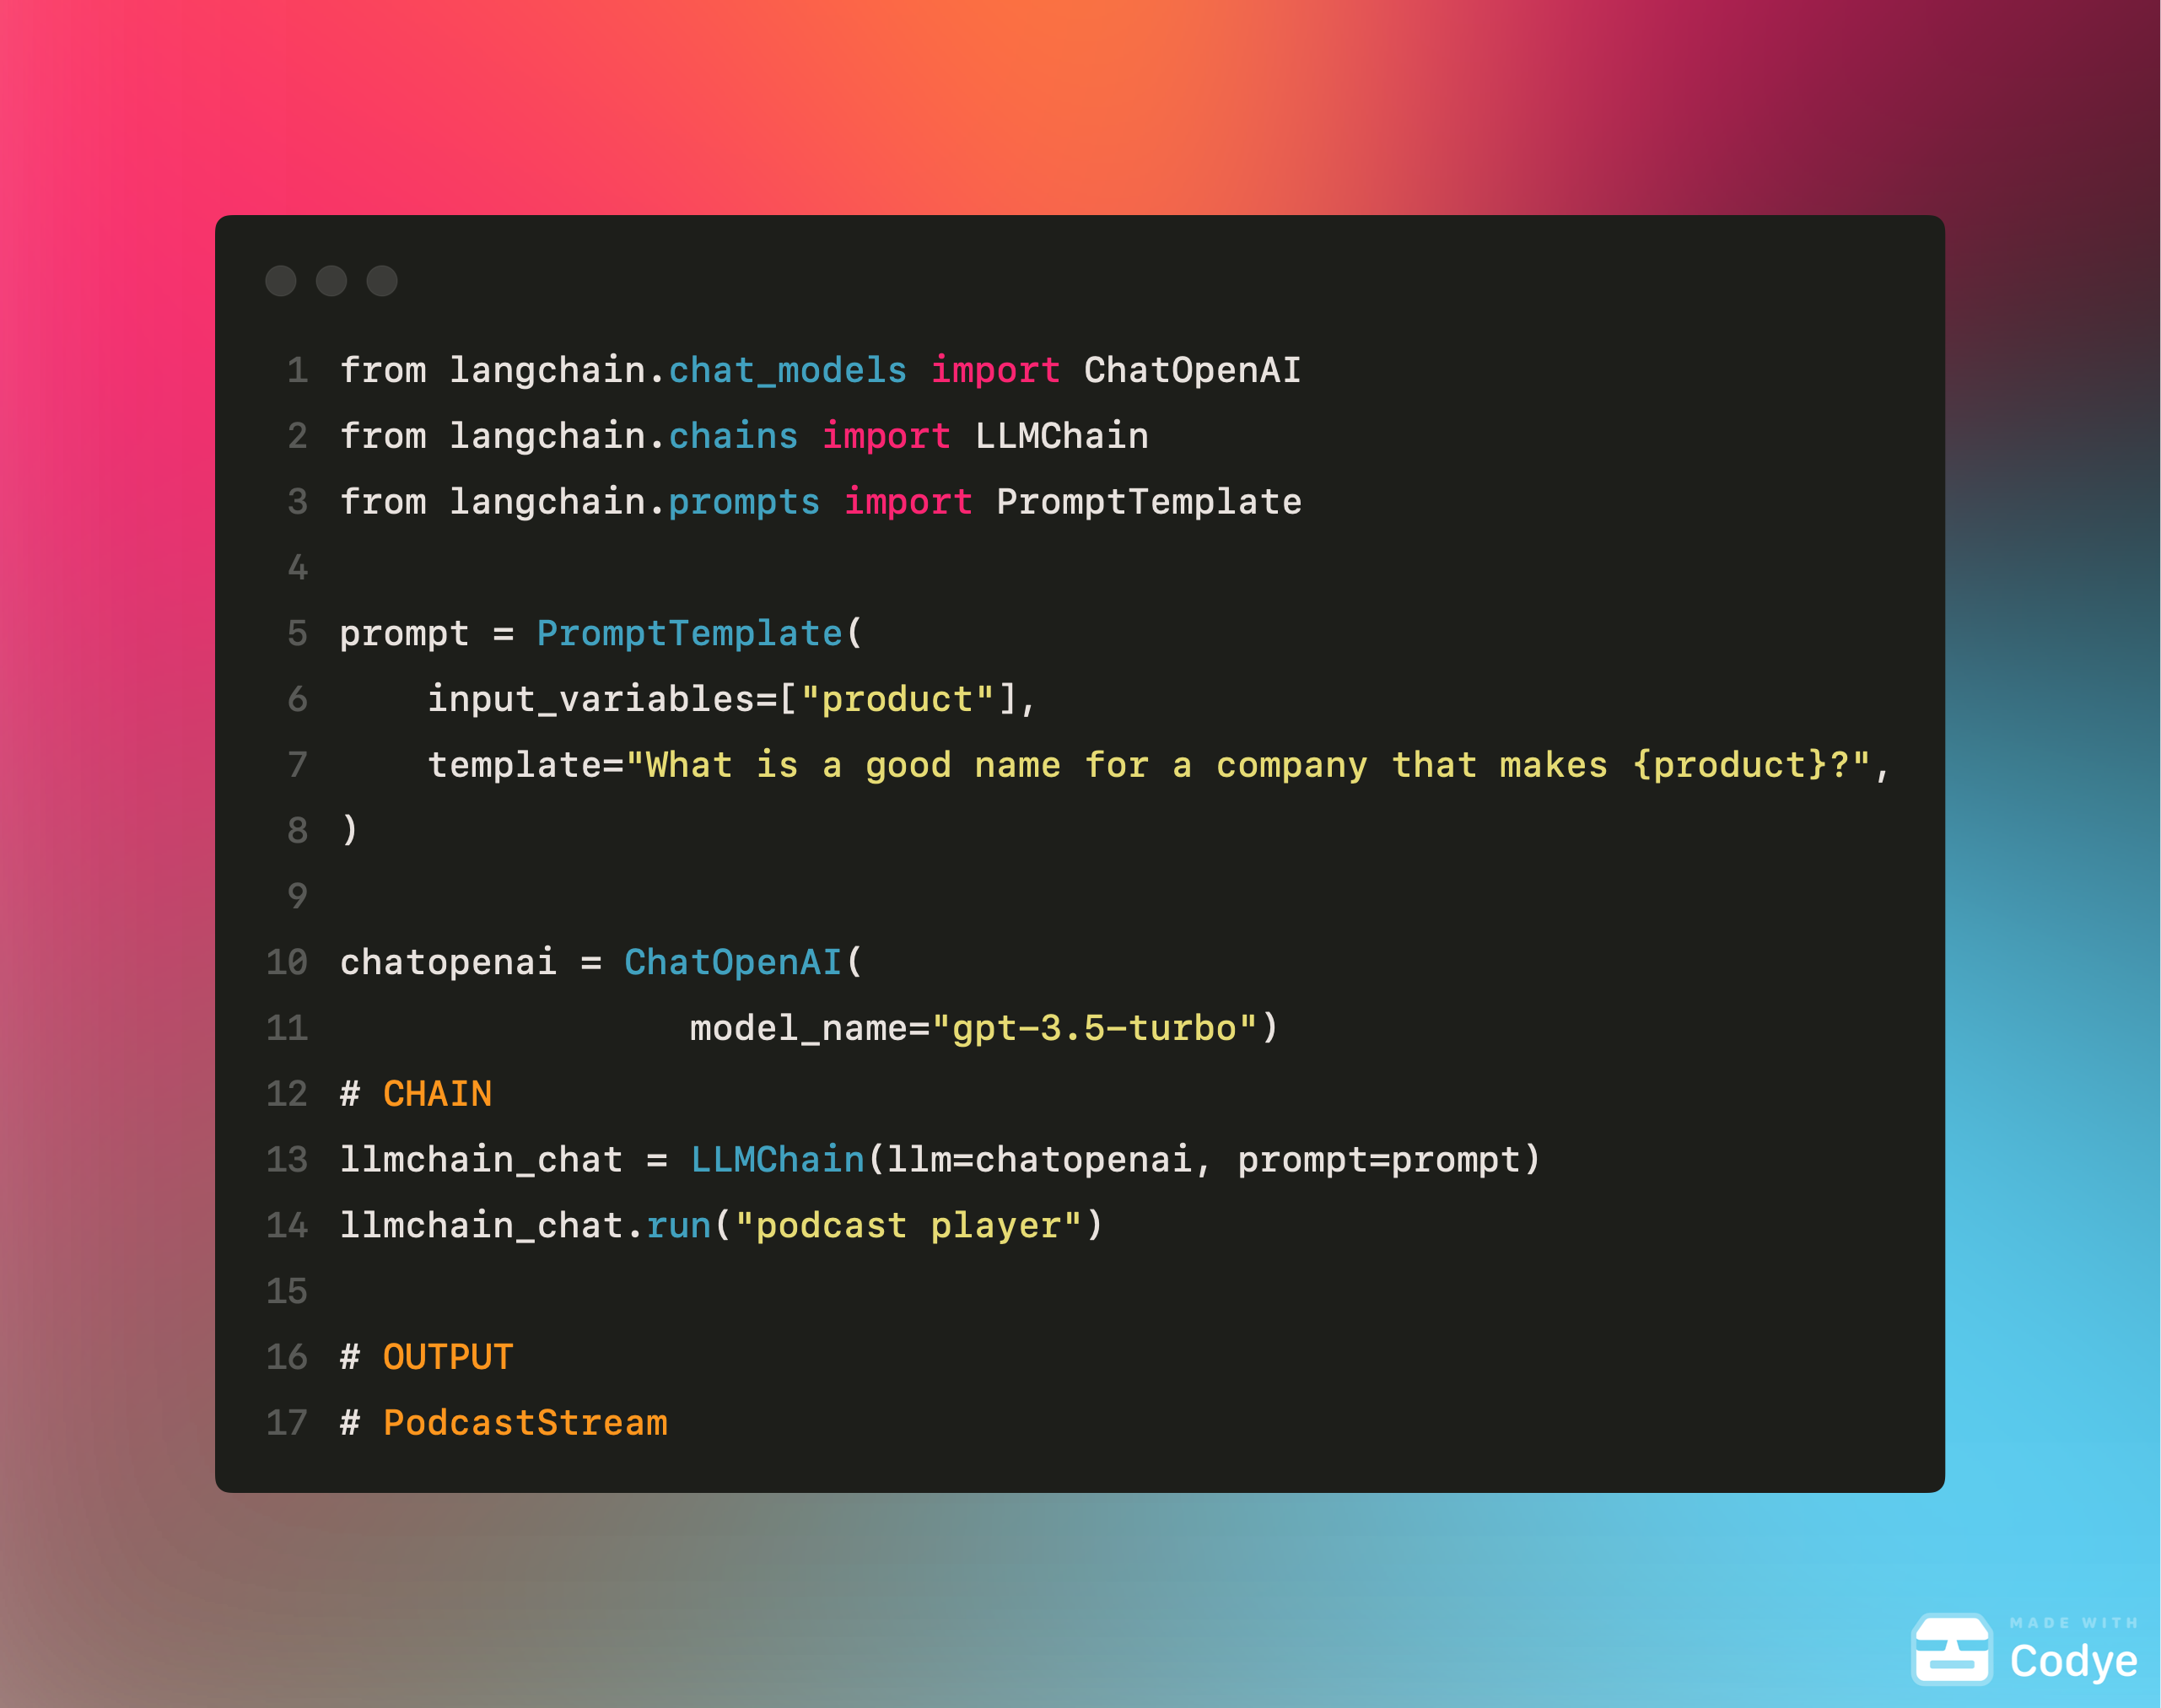 1 from langchain.chat_models import ChatOpenAI
2 from langchain.chains import LLMChain
3 from langchain.prompts import PromptTemplate
4
5 prompt = PromptTemplate(
6     input_variables=["product"],
7     template="What is a good name for a company that makes {product}?",
8 )
9
10 chatopenai = ChatOpenAI(
11                 model_name="gpt-3.5-turbo")
12 # CHAIN
13 llmchain_chat = LLMChain(llm=chatopenai, prompt=prompt)
14 llmchain_chat.run("podcast player")
15
16 # OUTPUT
17 # PodcastStream
MADE WITH
Codye